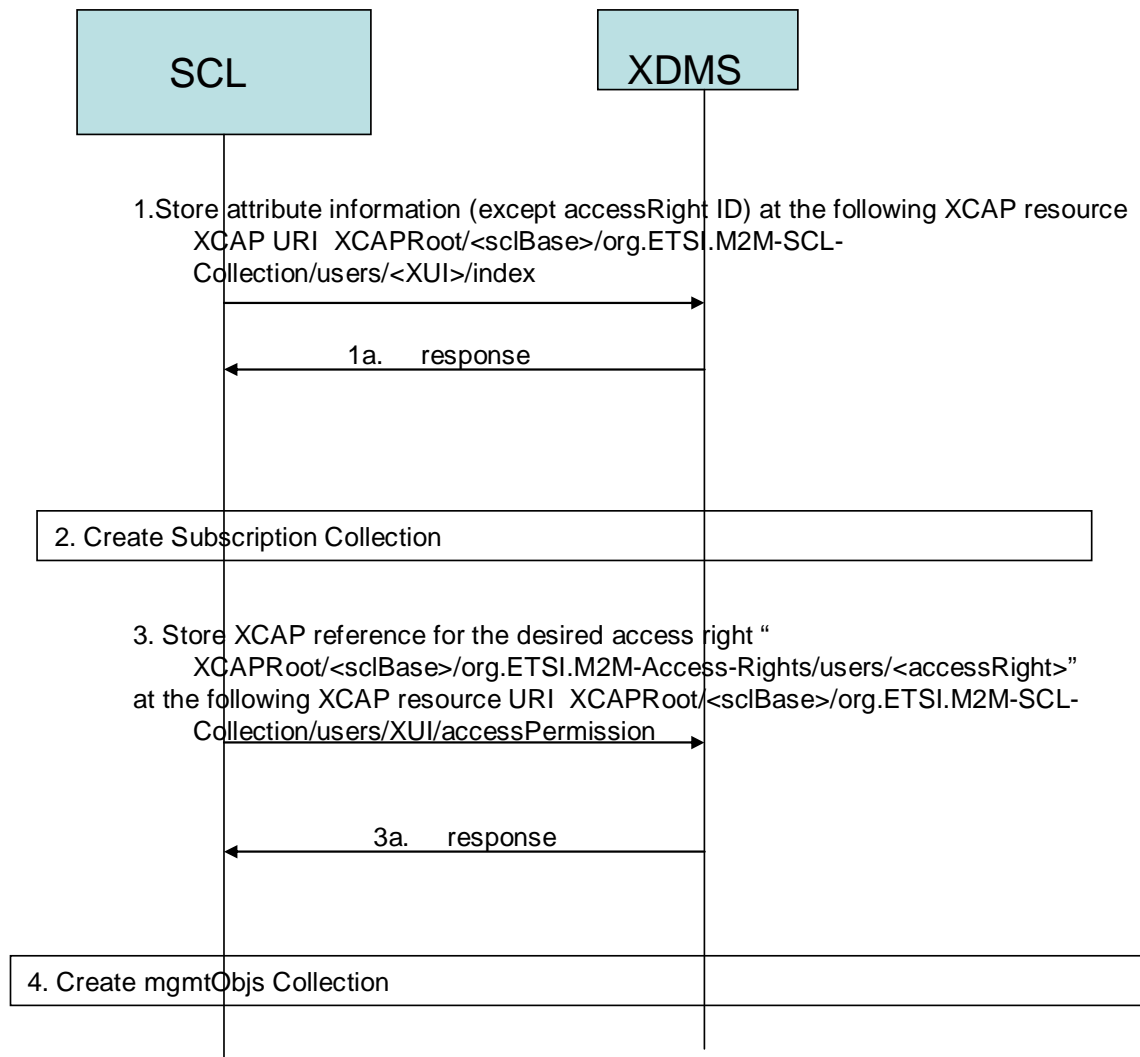 SCL
XDMS
1.Store attribute information (except accessRight ID) at the following XCAP resource
XCAP URI  XCAPRoot/<sclBase>/org.ETSI.M2M-SCL-
Collection/users/<XUI>/index
1a.    response
2. Create Subscription Collection
3. Store XCAP reference for the desired access right “
XCAPRoot/<sclBase>/org.ETSI.M2M-Access-Rights/users/<accessRight>”
at the following XCAP resource URI  XCAPRoot/<sclBase>/org.ETSI.M2M-SCL-
Collection/users/XUI/accessPermission
3a.    response
4. Create mgmtObjs Collection